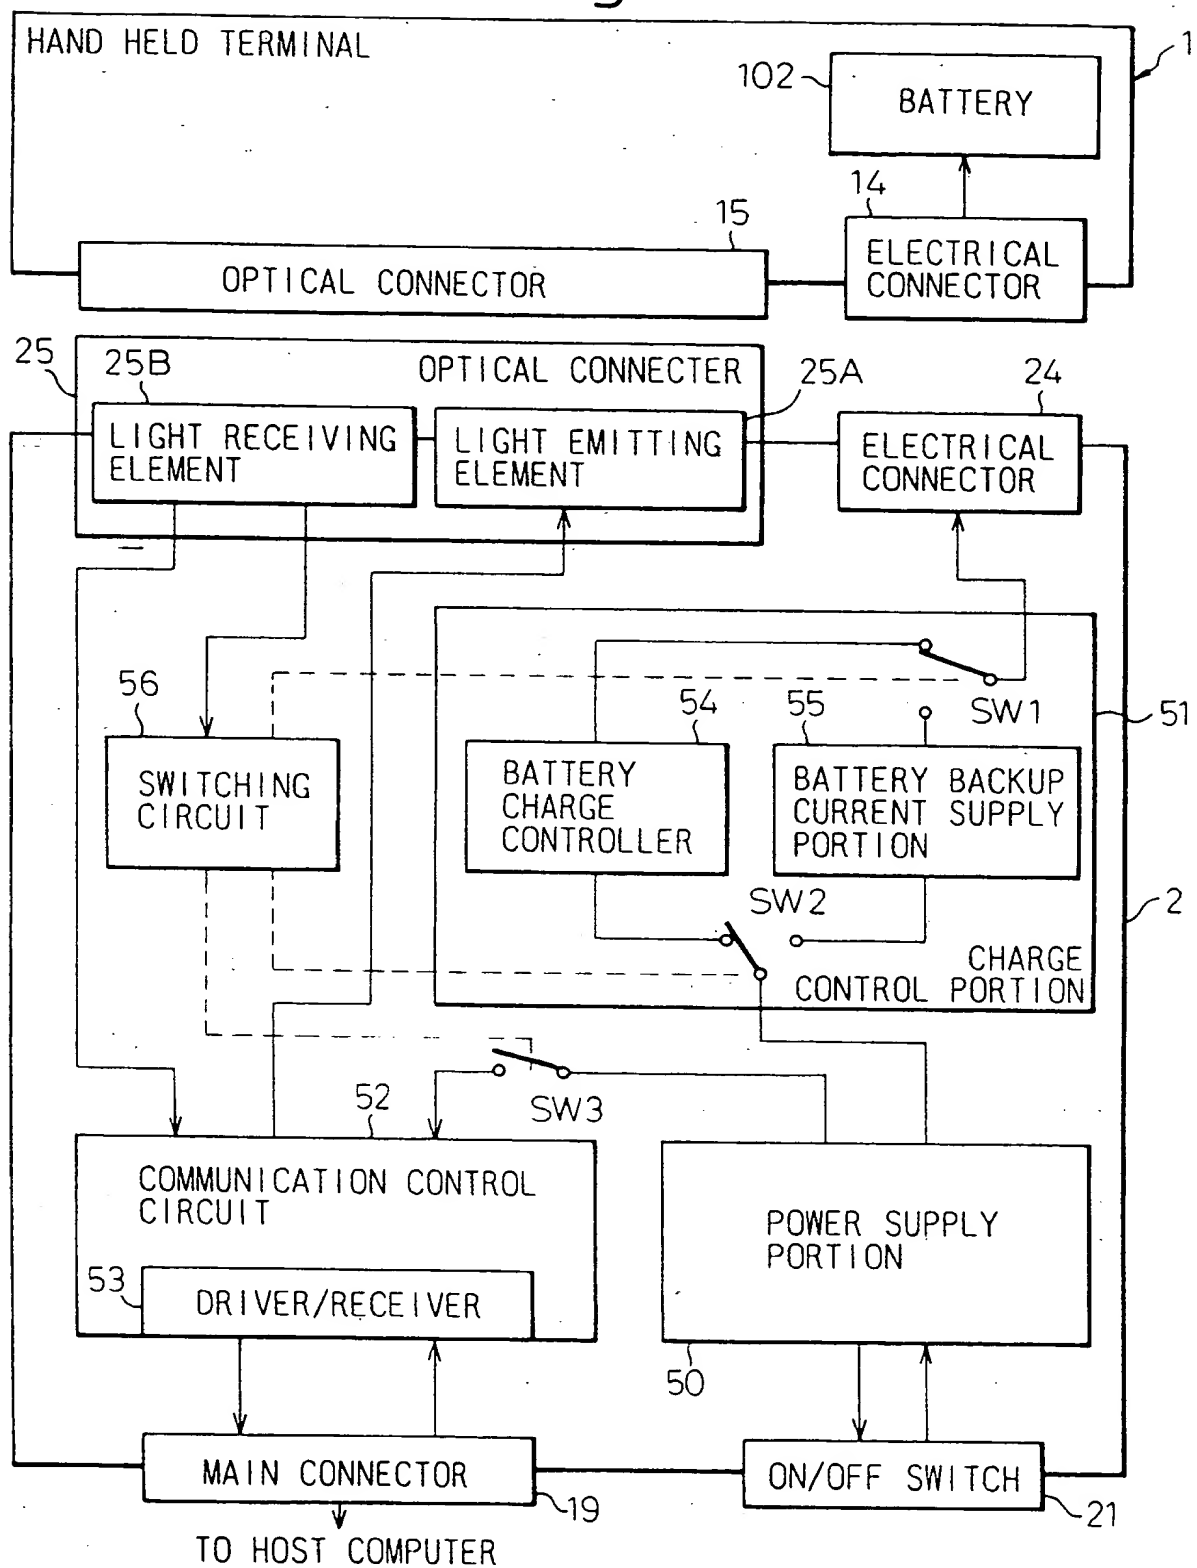 HAND HELD TERMINAL
1
102
BATTERY
14
15
ELECTRICAL
CONNECTOR
OPTICAL CONNECTOR
25
25B
OPTICAL CONNECTER
25A
24
LIGHT RECEIVING
ELEMENT
LIGHT EMITTING
ELEMENT
ELECTRICAL
CONNECTOR
56
54
55
SW1
51
SWITCHING
CIRCUIT
BATTERY
CHARGE
CONTROLLER
BATTERY BACKUP
CURRENT SUPPLY
PORTION
SW2
2
CHARGE
CONTROL PORTION
SW3
52
COMMUNICATION CONTROL
CIRCUIT
POWER SUPPLY
PORTION
53
DRIVER/RECEIVER
50
MAIN CONNECTOR
ON/OFF SWITCH
19
21
TO HOST COMPUTER